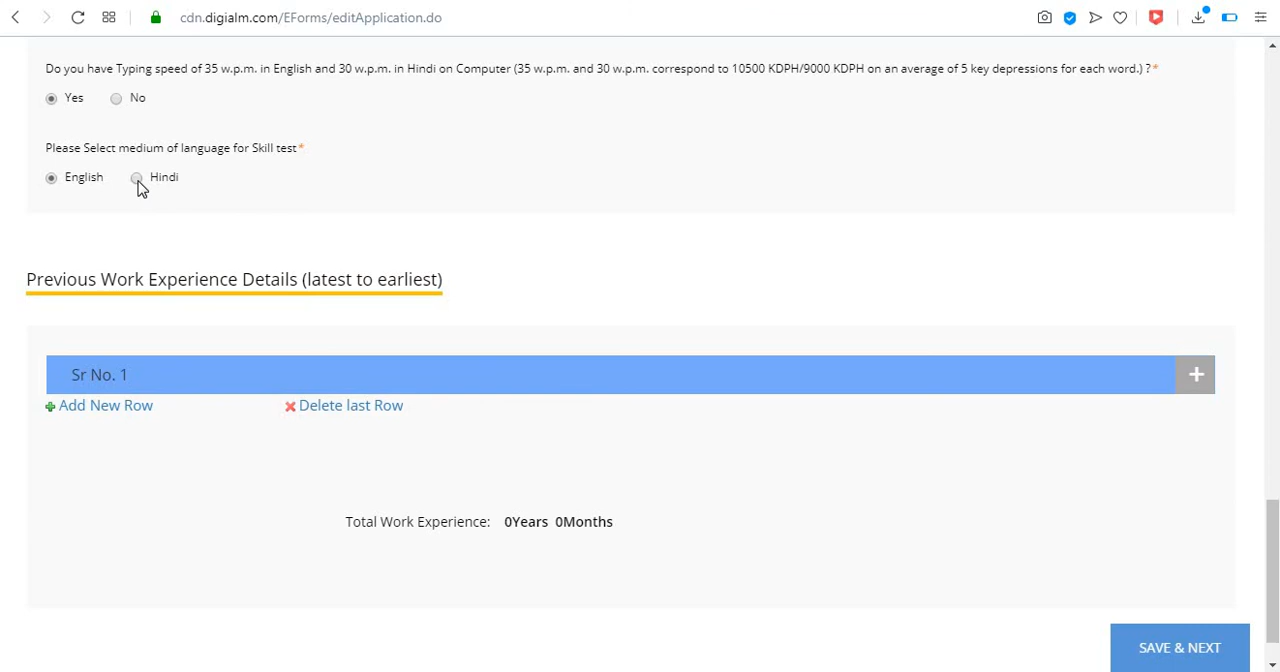 cdn.digialm.com/EForms/editApplication.do
Do you have Typing speed of 35 w.p.m. in English and 30 w.p.m. in Hindi on Computer (35 w.p.m. and 30 w.p.m. correspond to 10500 KDPH/9000 KDPH on an average of 5 key depressions for each word.) ?*
Yes No
Please Select medium of language for Skill test*
English Hindi
Previous Work Experience Details (latest to earliest)
Sr No. 1
Add New Row Delete last Row
Total Work Experience: 0Years 0Months
SAVE & NEXT